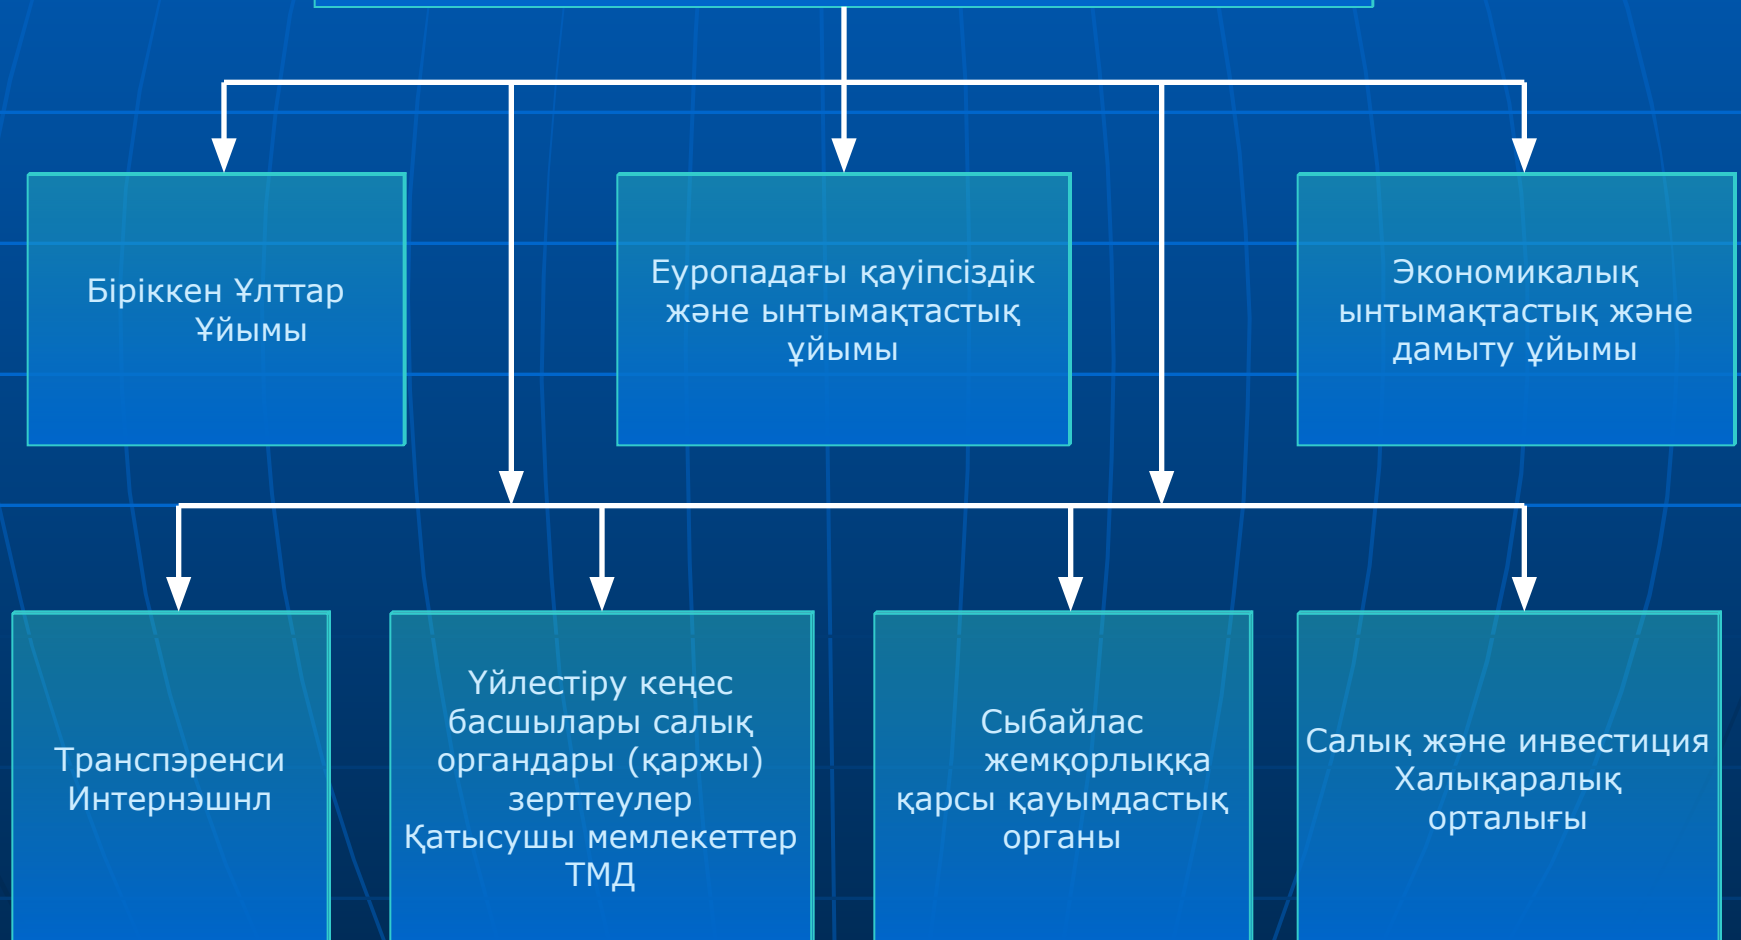 Біріккен Ұлттар
Ұйымы
Еуропадағы қауіпсіздік
және ынтымақтастық
ұйымы
Экономикалық
ынтымақтастық және
дамыту ұйымы
Транспэренси
Интернэшнл
Үйлестіру кеңес
басшылары салық
органдары (қаржы)
зерттеулер
Қатысушы мемлекеттер
ТМД
Сыбайлас
жемқорлыққа
қарсы қауымдастық
органы
Салық және инвестиция
Халықаралық
орталығы